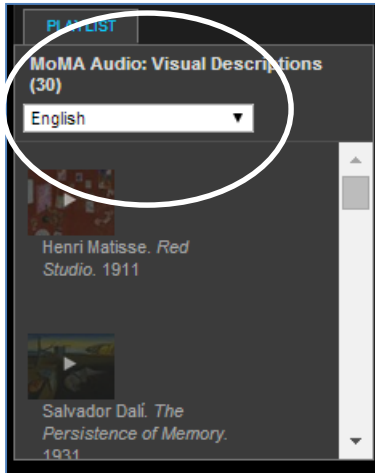 PLAYLIST
MoMA Audio: Visual Descriptions
(30)
English
Henri Matisse. Red
Studio. 1911
Salvador Dalí. The
Persistence of Memory.
1931